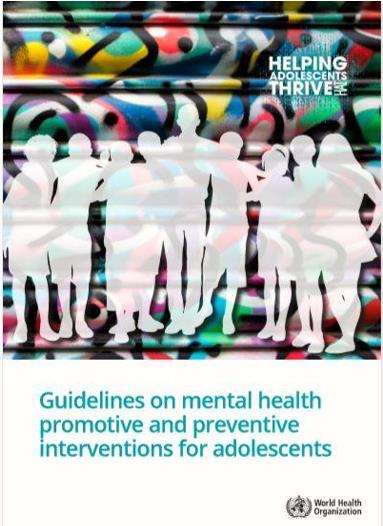 HELPING
ADOLESCENTS
THRIVE
Guidelines on mental health
promotive and preventive
interventions for adolescents
World Health
Organization